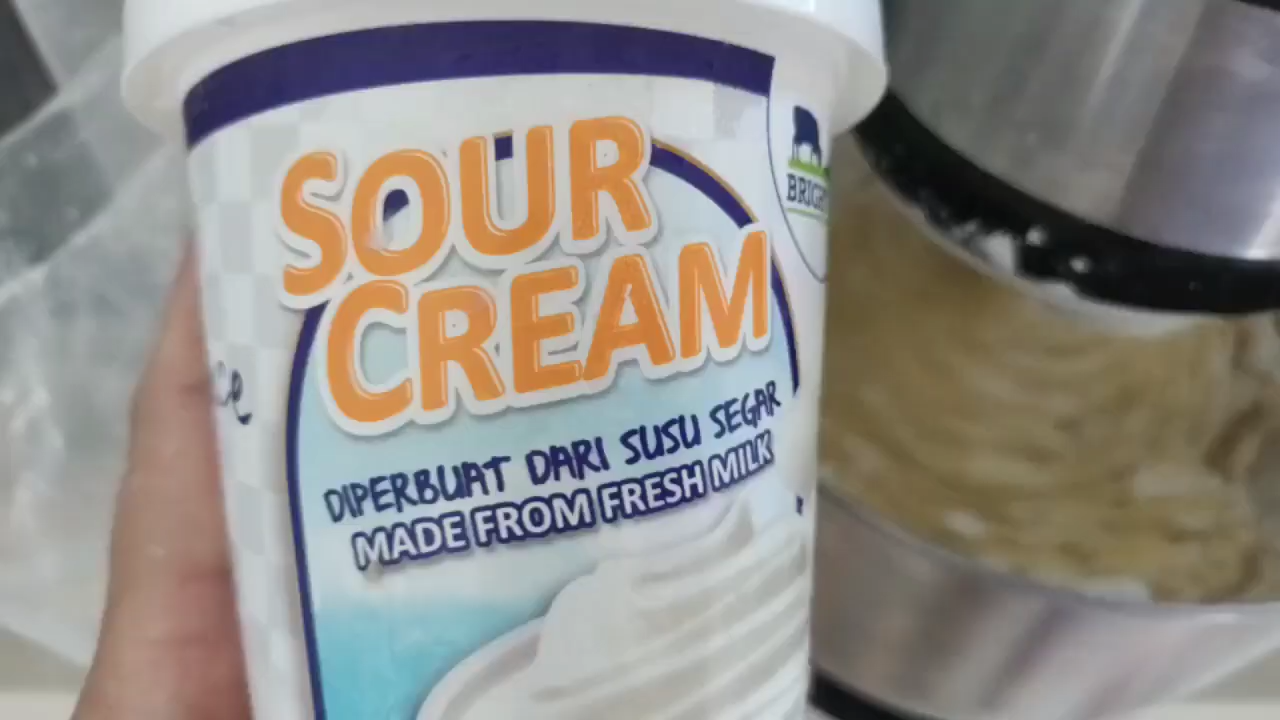 SOUR
CREAM
DIPERBUAT DARI SUSU SEGAR
MADE FROM FRESH MILK